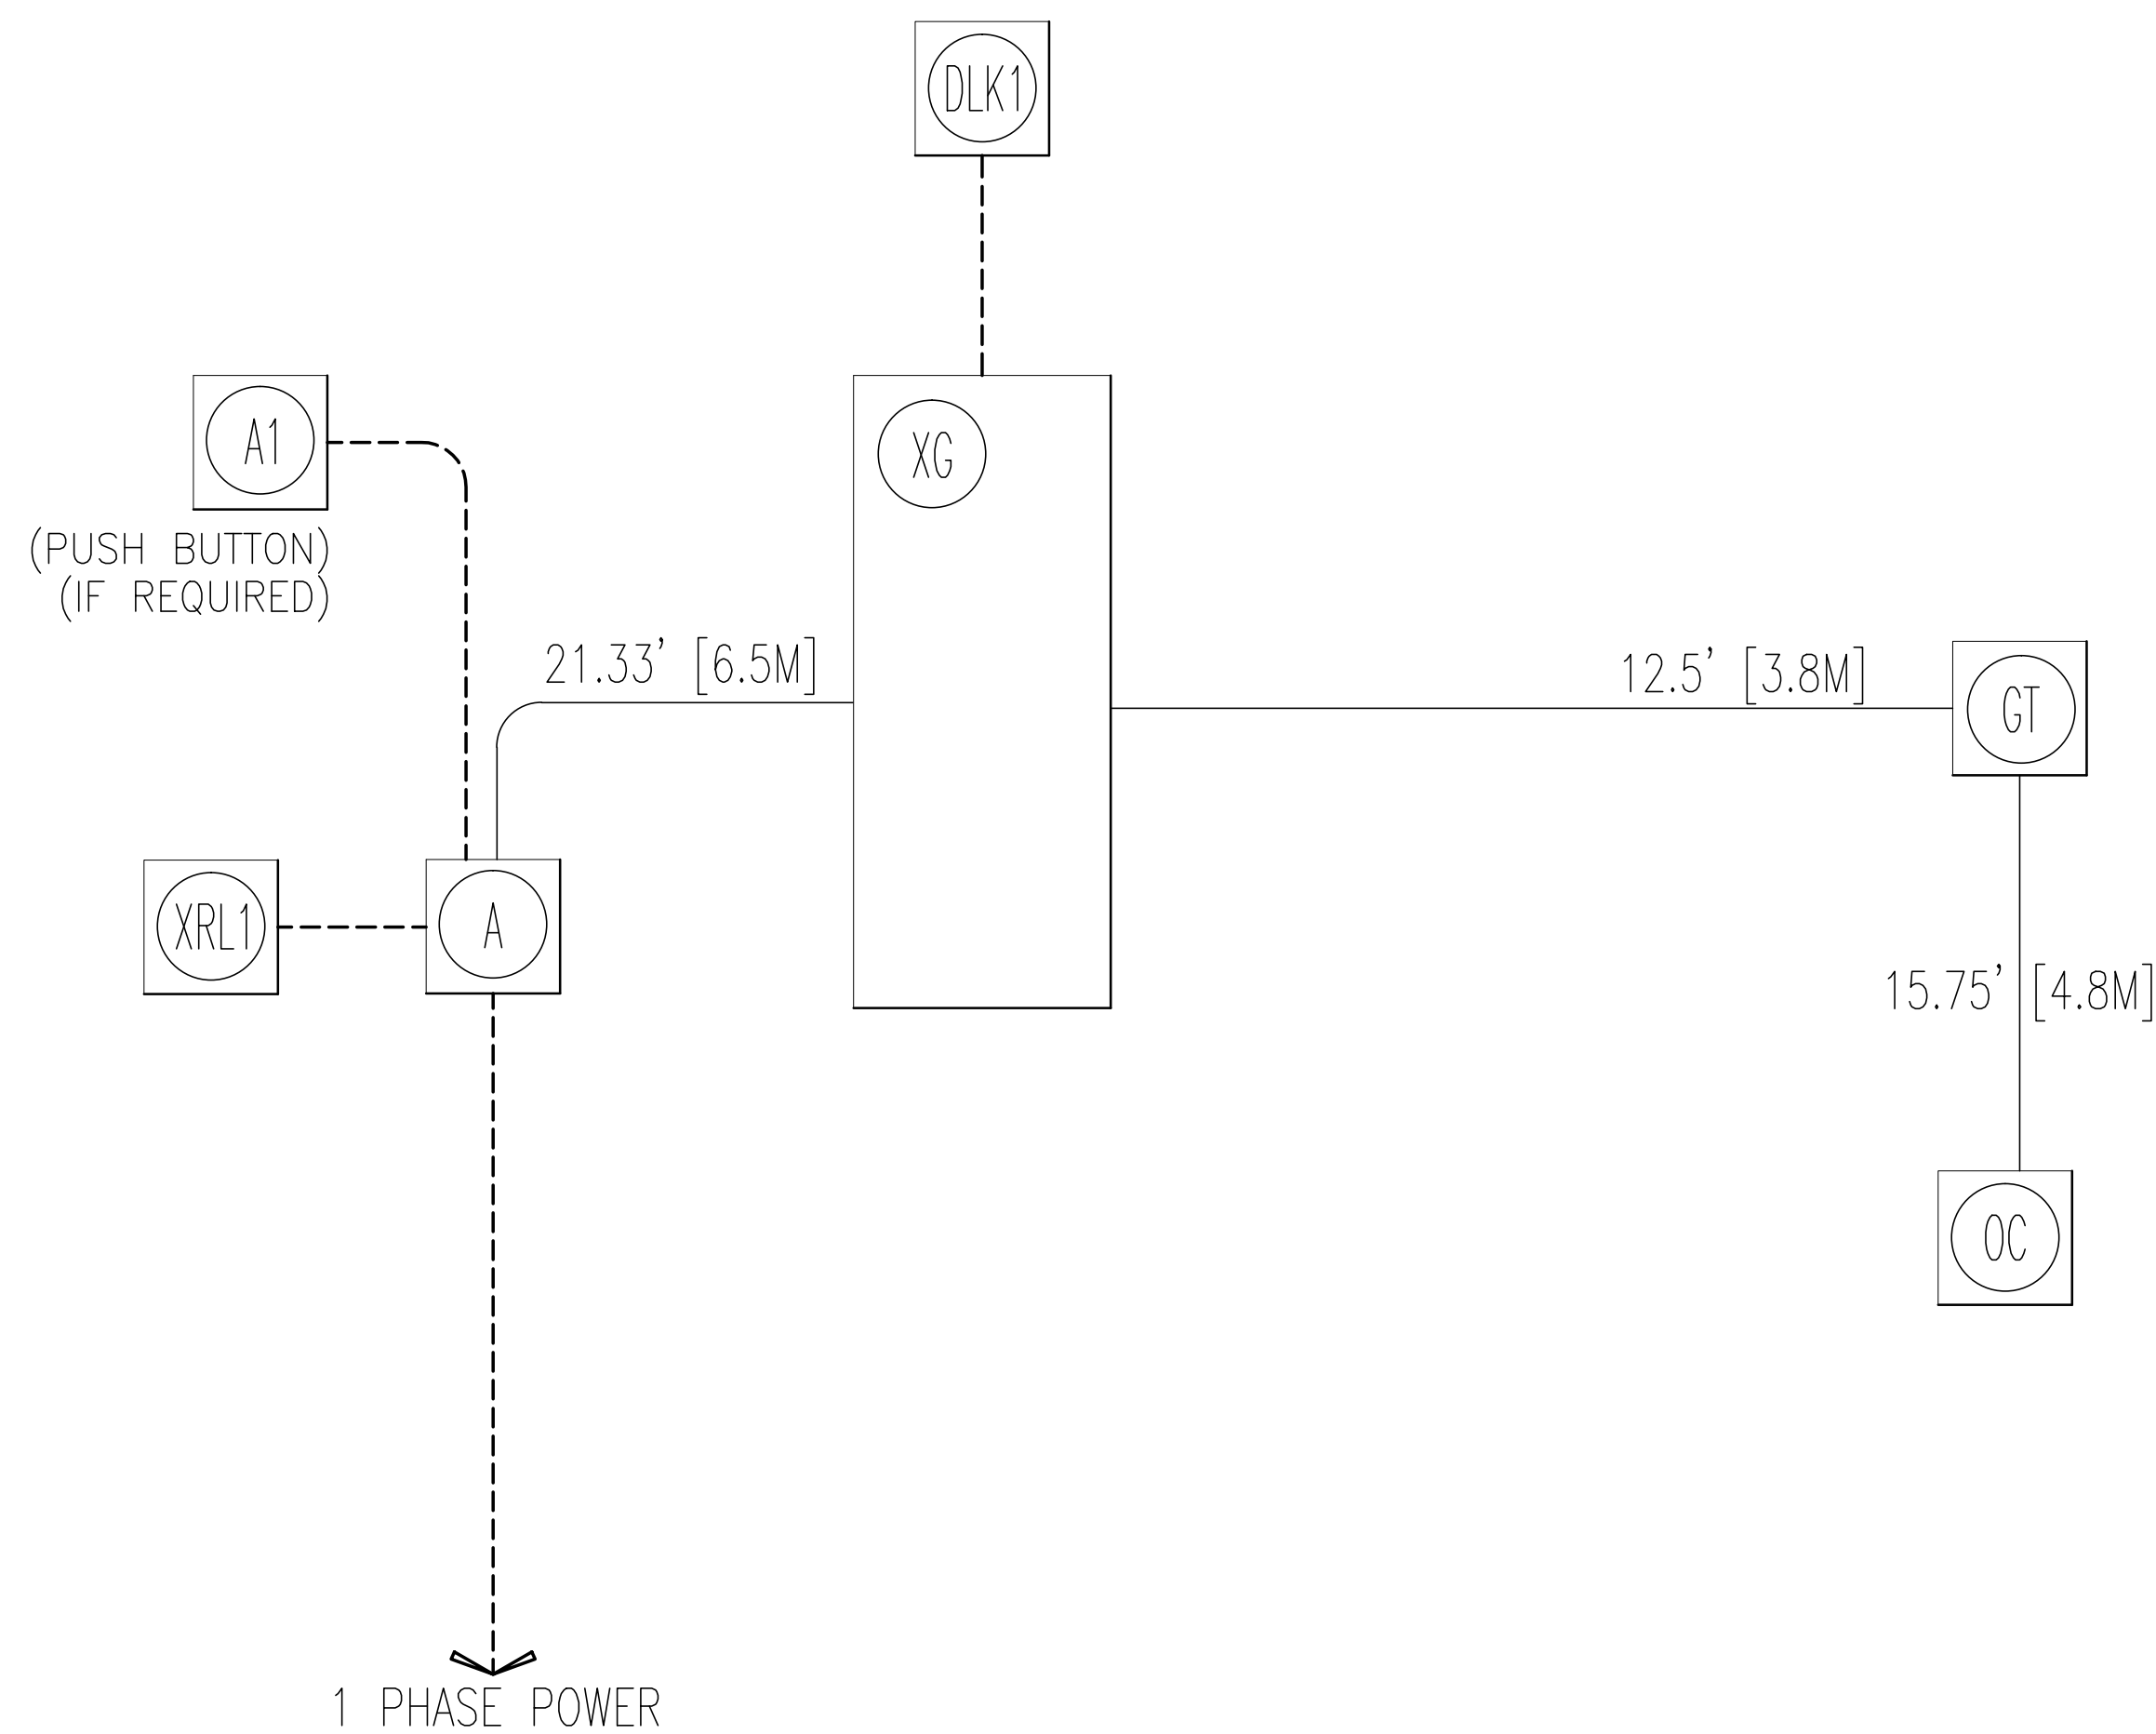 DLK1
A1
XG
(PUSH BUTTON)
(IF REQUIRED)
21.33' [6.5M]
12.5' [3.8M]
GT
XRL1
A
15.75' [4.8M]
OC
1 PHASE POWER